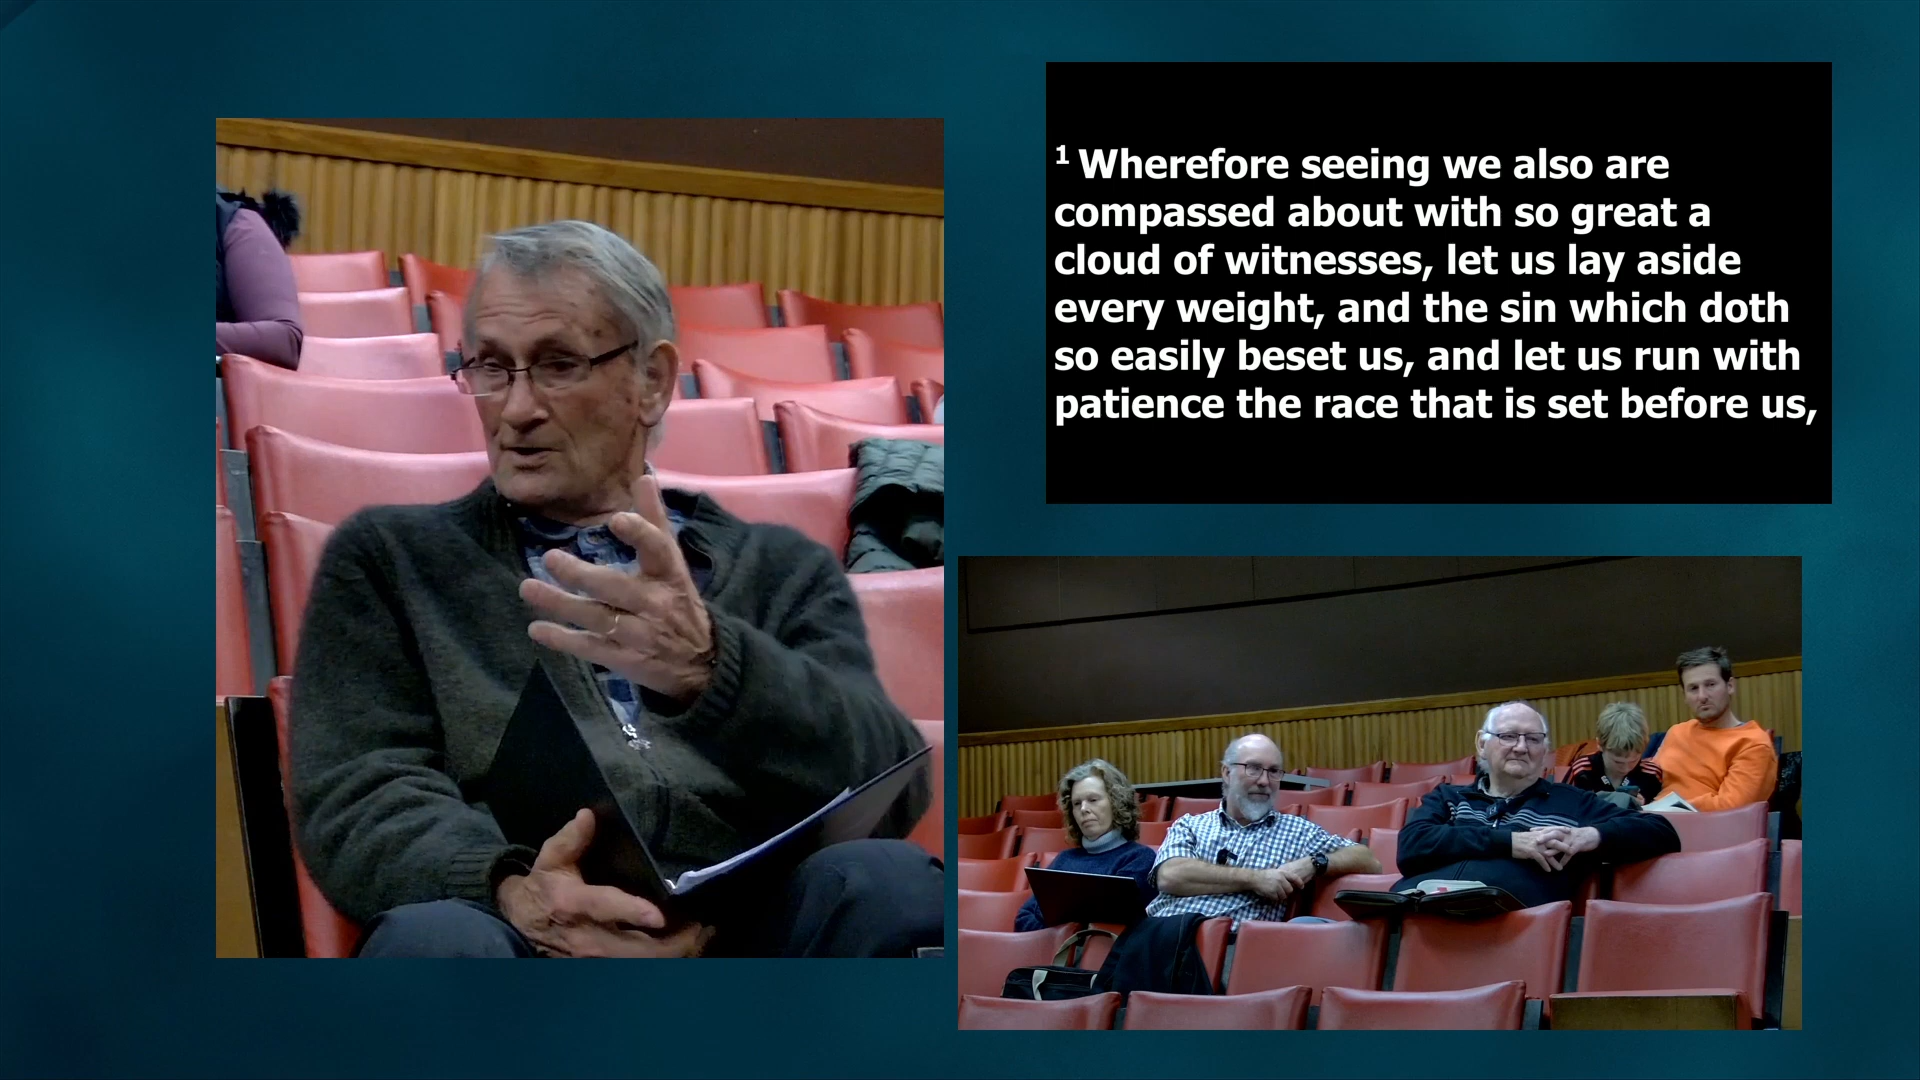 1 Wherefore seeing we also are
compassed about with so great a
cloud of witnesses, let us lay aside
every weight, and the sin which doth
so easily beset us, and let us run with
patience the race that is set before us,